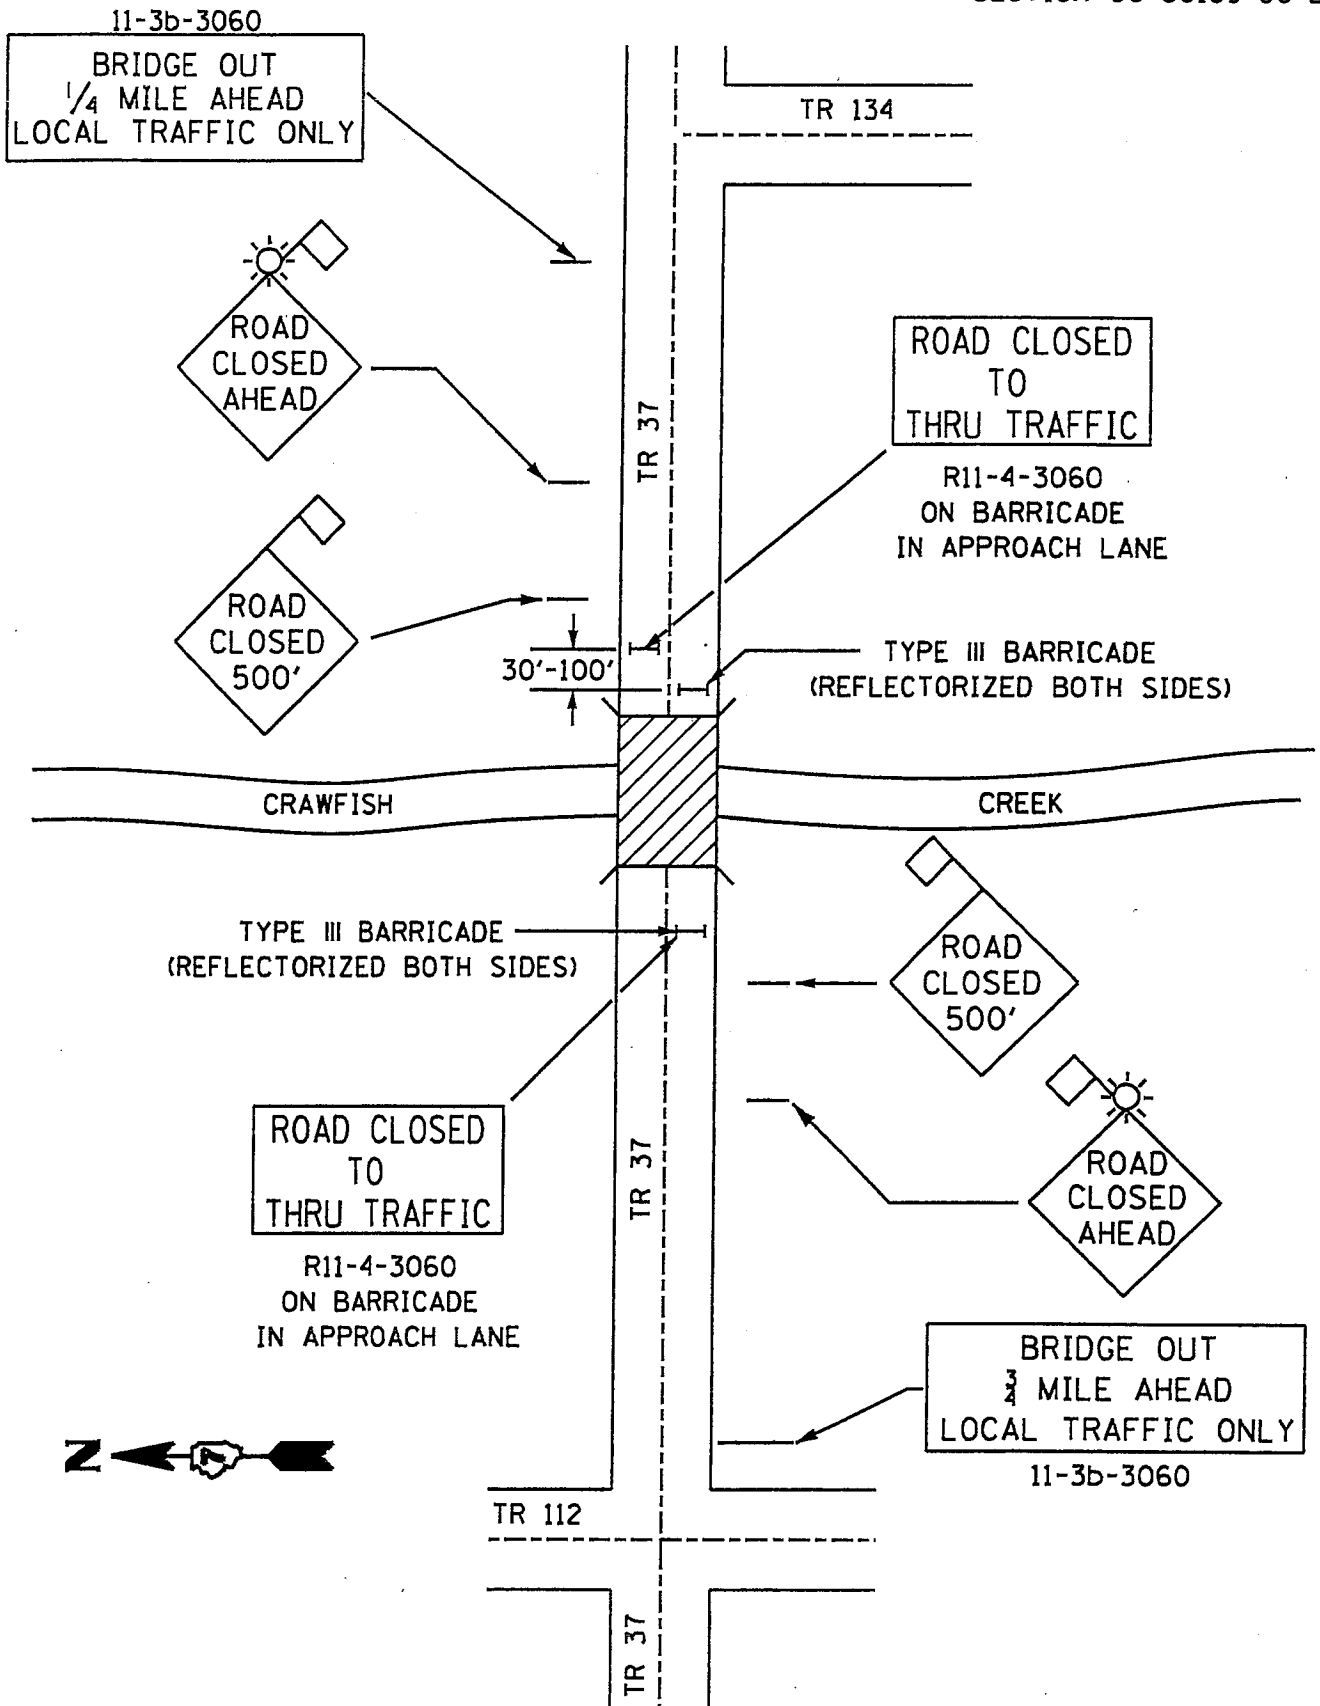 11-3b-3060
BRIDGE OUT
1/4 MILE AHEAD
LOCAL TRAFFIC ONLY
TR 134
ROAD
CLOSED
AHEAD
TR 37
ROAD CLOSED
TO
THRU TRAFFIC
R11-4-3060
ON BARRICADE
IN APPROACH LANE
ROAD
CLOSED
500'
30'-100'
TYPE III BARRICADE
(REFLECTORIZED BOTH SIDES)
CRAWFISH
CREEK
TYPE III BARRICADE
(REFLECTORIZED BOTH SIDES)
ROAD
CLOSED
500'
ROAD CLOSED
TO
THRU TRAFFIC
R11-4-3060
ON BARRICADE
IN APPROACH LANE
TR 37
ROAD
CLOSED
AHEAD
BRIDGE OUT
3/4 MILE AHEAD
LOCAL TRAFFIC ONLY
11-3b-3060
N
TR 112
TR 37